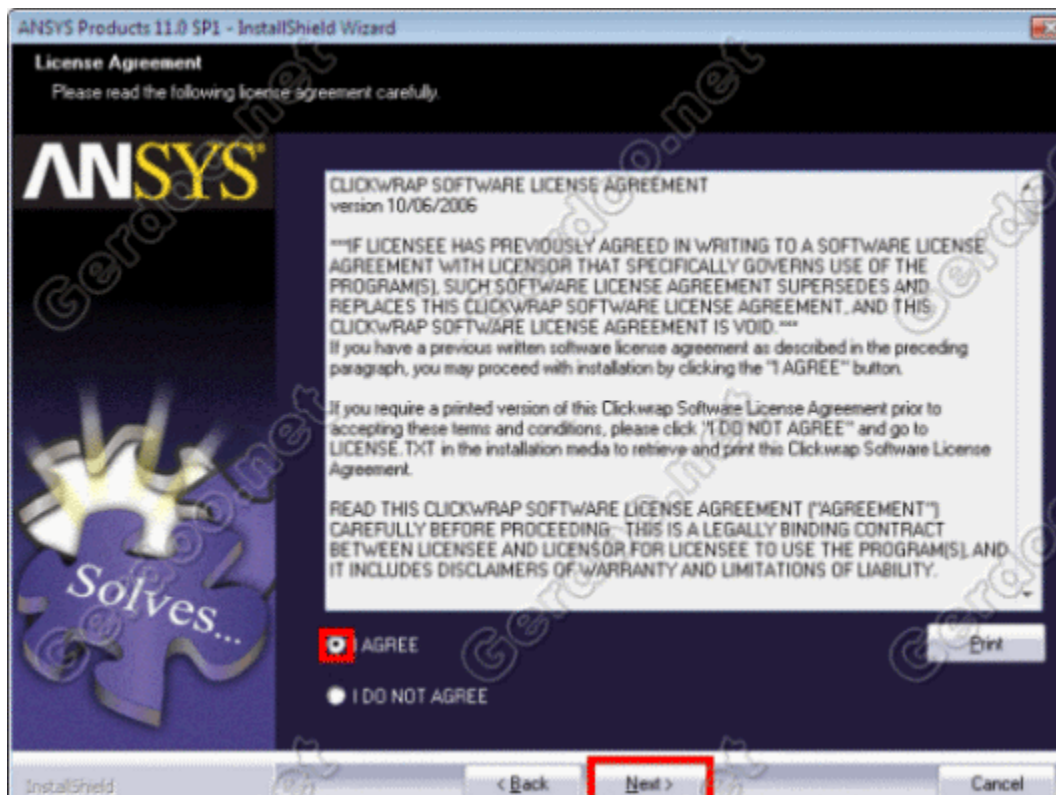 ANSYS Products 11.0 SP1 - InstallShield Wizard
License Agreement
Please read the following license agreement carefully.
ANSYS
CLICKWRAP SOFTWARE LICENSE AGREEMENT
version 10/06/2006
***IF LICENSEE HAS PREVIOUSLY AGREED IN WRITING TO A SOFTWARE LICENSE
AGREEMENT WITH LICENSOR THAT SPECIFICALLY GOVERNS USE OF THE
PROGRAM(S), SUCH SOFTWARE LICENSE AGREEMENT SUPERSEDES AND
REPLACES THIS CLICKWRAP SOFTWARE LICENSE AGREEMENT, AND THIS
CLICKWRAP SOFTWARE LICENSE AGREEMENT IS VOID.***
If you have a previous written software license agreement as described in the preceding
paragraph, you may proceed with installation by clicking the "I AGREE" button.
If you require a printed version of this Clickwrap Software License Agreement prior to
accepting these terms and conditions, please click "I DO NOT AGREE" and go to
LICENSE.TXT in the installation media to retrieve and print this Clickwrap Software License
Agreement.
READ THIS CLICKWRAP SOFTWARE LICENSE AGREEMENT ("AGREEMENT")
CAREFULLY BEFORE PROCEEDING. THIS IS A LEGALLY BINDING CONTRACT
BETWEEN LICENSEE AND LICENSOR FOR LICENSEE TO USE THE PROGRAM(S), AND
IT INCLUDES DISCLAIMERS OF WARRANTY AND LIMITATIONS OF LIABILITY.
Solves...
I AGREE
Print
I DO NOT AGREE
InstallShield
< Back
Next >
Cancel
Gerdoo.net